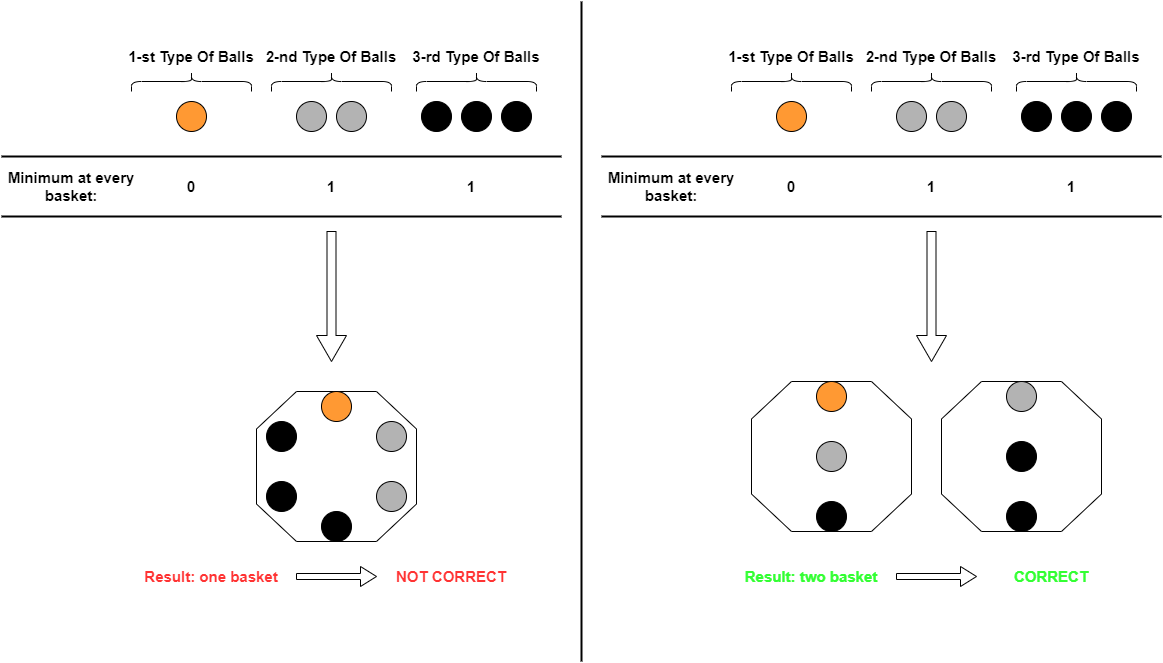 1-st Type Of Balls 2-nd Type Of Balls 3-rd Type Of Balls
Minimum at every
basket:
0 1 1
Result: one basket NOT CORRECT
1-st Type Of Balls 2-nd Type Of Balls 3-rd Type Of Balls
Minimum at every
basket:
0 1 1
Result: two basket CORRECT